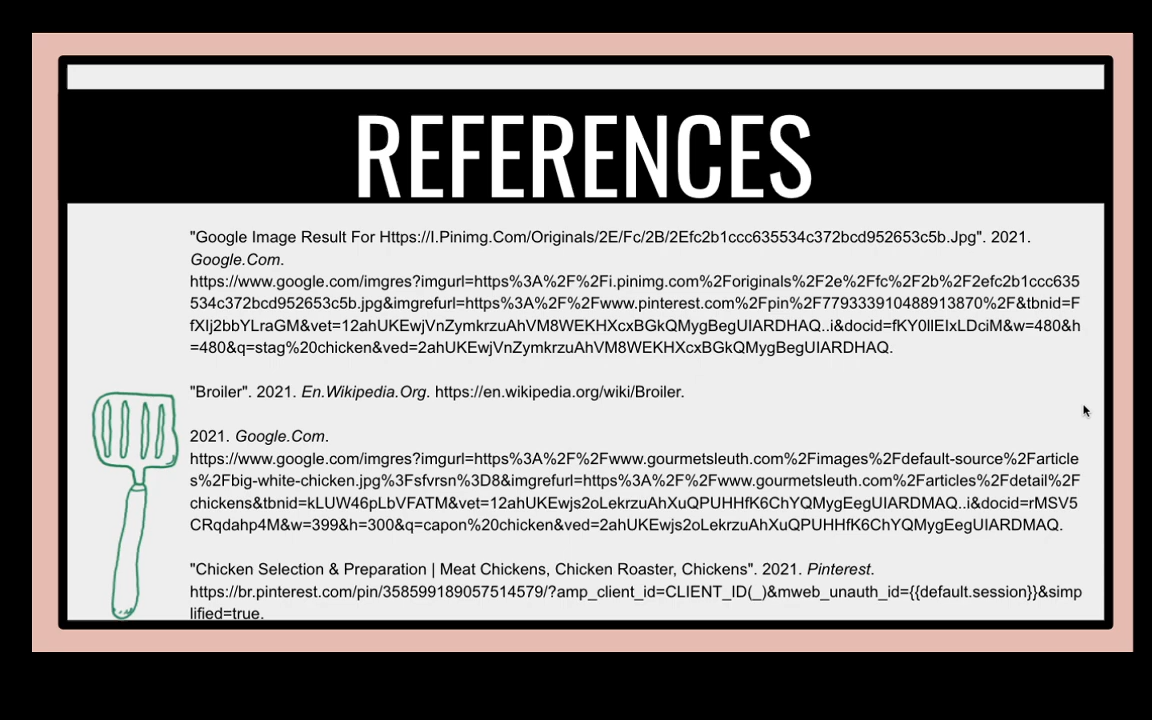 REFERENCES
"Google Image Result For Https://I.Pinimg.Com/Originals/2E/Fc/2B/2Efc2b1ccc635534c372bcd952653c5b.Jpg". 2021.
Google.Com.
https://www.google.com/imgres?imgurl=https%3A%2F%2Fi.pinimg.com%2Foriginals%2F2e%2Ffc%2F2b%2F2efc2b1ccc635
534c372bcd952653c5b.jpg&imgrefurl=https%3A%2F%2Fwww.pinterest.com%2Fpin%2F779333910488913870%2F&tbnid=F
fXIj2bbYLraGM&vet=12ahUKEwjVnZymkrzuAhVM8WEKHXcxBGkQMygBegUIARDHAQ..i&docid=fKY0llEIxLDciM&w=480&h
=480&q=stag%20chicken&ved=2ahUKEwjVnZymkrzuAhVM8WEKHXcxBGkQMygBegUIARDHAQ.
"Broiler". 2021. En.Wikipedia.Org. https://en.wikipedia.org/wiki/Broiler.
2021. Google.Com.
https://www.google.com/imgres?imgurl=https%3A%2F%2Fwww.gourmetsleuth.com%2Fimages%2Fdefault-source%2Farticle
s%2Fbig-white-chicken.jpg%3Fsfvrsn%3D8&imgrefurl=https%3A%2F%2Fwww.gourmetsleuth.com%2Farticles%2Fdetail%2F
chickens&tbnid=kLUW46pLbVFATM&vet=12ahUKEwjs2oLekrzuAhXuQPUHHfK6ChYQMygEegUIARDMAQ..i&docid=rMSV5
CRqdahp4M&w=399&h=300&q=capon%20chicken&ved=2ahUKEwjs2oLekrzuAhXuQPUHHfK6ChYQMygEegUIARDMAQ.
"Chicken Selection & Preparation | Meat Chickens, Chicken Roaster, Chickens". 2021. Pinterest.
https://br.pinterest.com/pin/358599189057514579/?amp_client_id=CLIENT_ID(_)&mweb_unauth_id={{default.session}}&simp
lified=true.